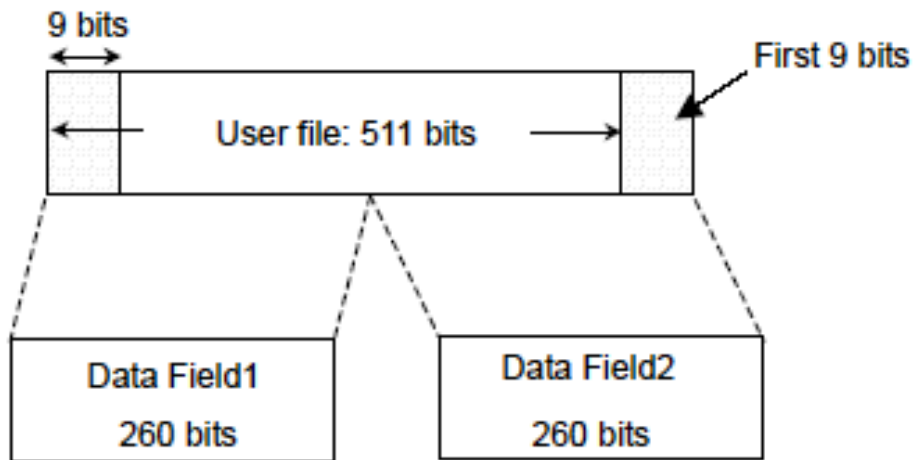 9 bits
First 9 bits
User file: 511 bits
Data Field1
260 bits
Data Field2
260 bits